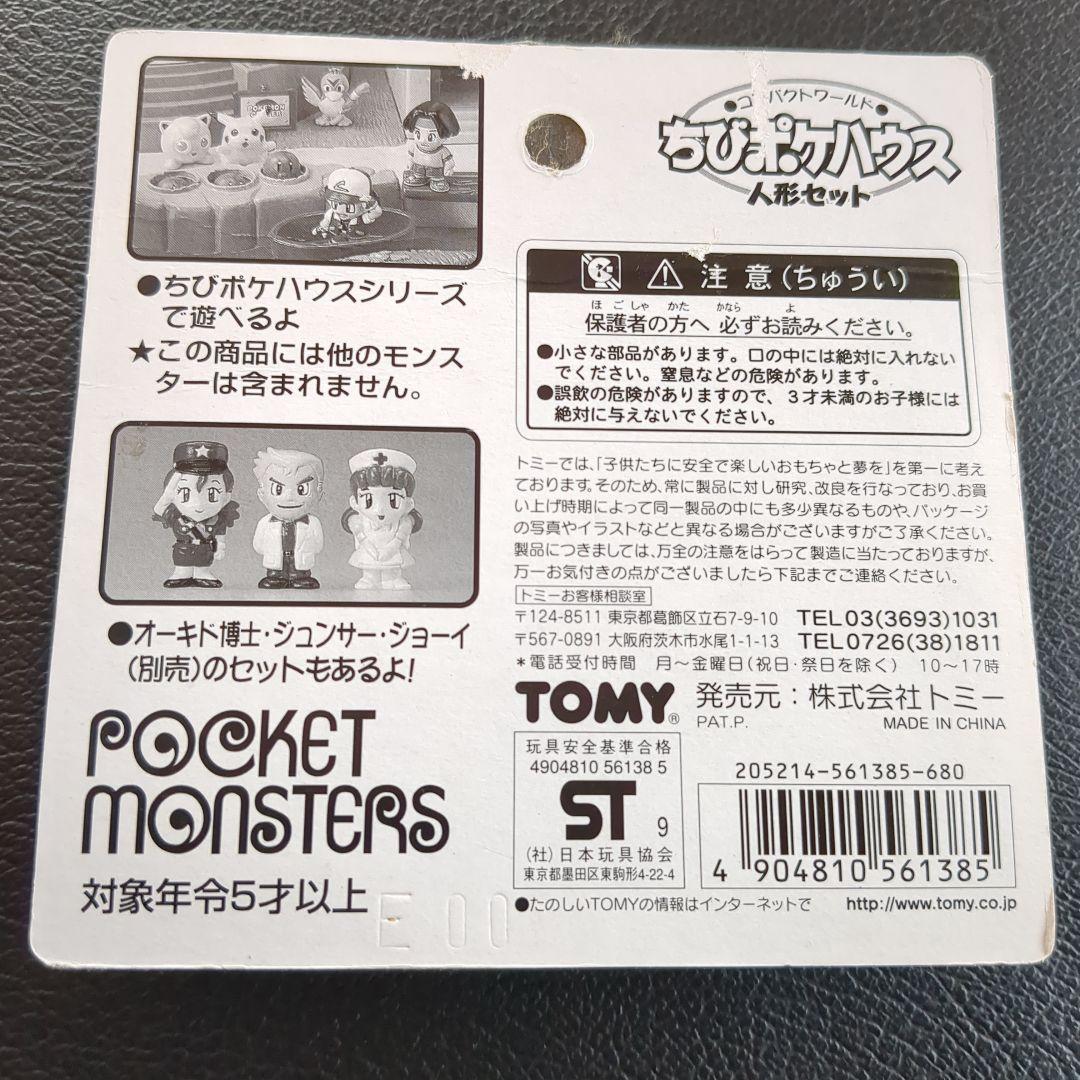 POKEMON
●ちびポケハウスシリーズ
で遊べるよ
★この商品には他のモンス
ターは含まれません。
●オーキド博士・ジュンサー・ジョーイ
(別売)のセットもあるよ!
POCKET
MONSTERS
対象年令5才以上
E 00
●コンパクトワールド●
ちびポケハウス
人形セット
⚠ 注意(ちゅうい)
ほごしゃ かた かなら よ
保護者の方へ 必ずお読みください。
●小さな部品があります。口の中には絶対に入れない
でください。窒息などの危険があります。
●誤飲の危険がありますので、3才未満のお子様には
絶対に与えないでください。
トミーでは、「子供たちに安全で楽しいおもちゃと夢を」を第一に考え
ております。そのため、常に製品に対し研究、改良を行なっており、お買
い上げ時期によって同一製品の中にも多少異なるものや、パッケージ
の写真やイラストなどと異なる場合がございますがご了承ください。
製品につきましては、万全の注意をはらって製造に当たっておりますが、
万一お気付きの点がございましたら下記までご連絡ください。
トミーお客様相談室
〒124-8511 東京都葛飾区立石7-9-10 TEL03(3693)1031
〒567-0891 大阪府茨木市水尾1-1-13 TEL0726(38)1811
*電話受付時間 月〜金曜日(祝日・祭日を除く) 10〜17時
TOMY® 発売元:株式会社トミー
PAT.P. MADE IN CHINA
玩具安全基準合格
4904810 56138 5
ST 9
(社)日本玩具協会
東京都墨田区東駒形4-22-4
205214-561385-680
4 904810 561385
●たのしいTOMYの情報はインターネットで http://www.tomy.co.jp